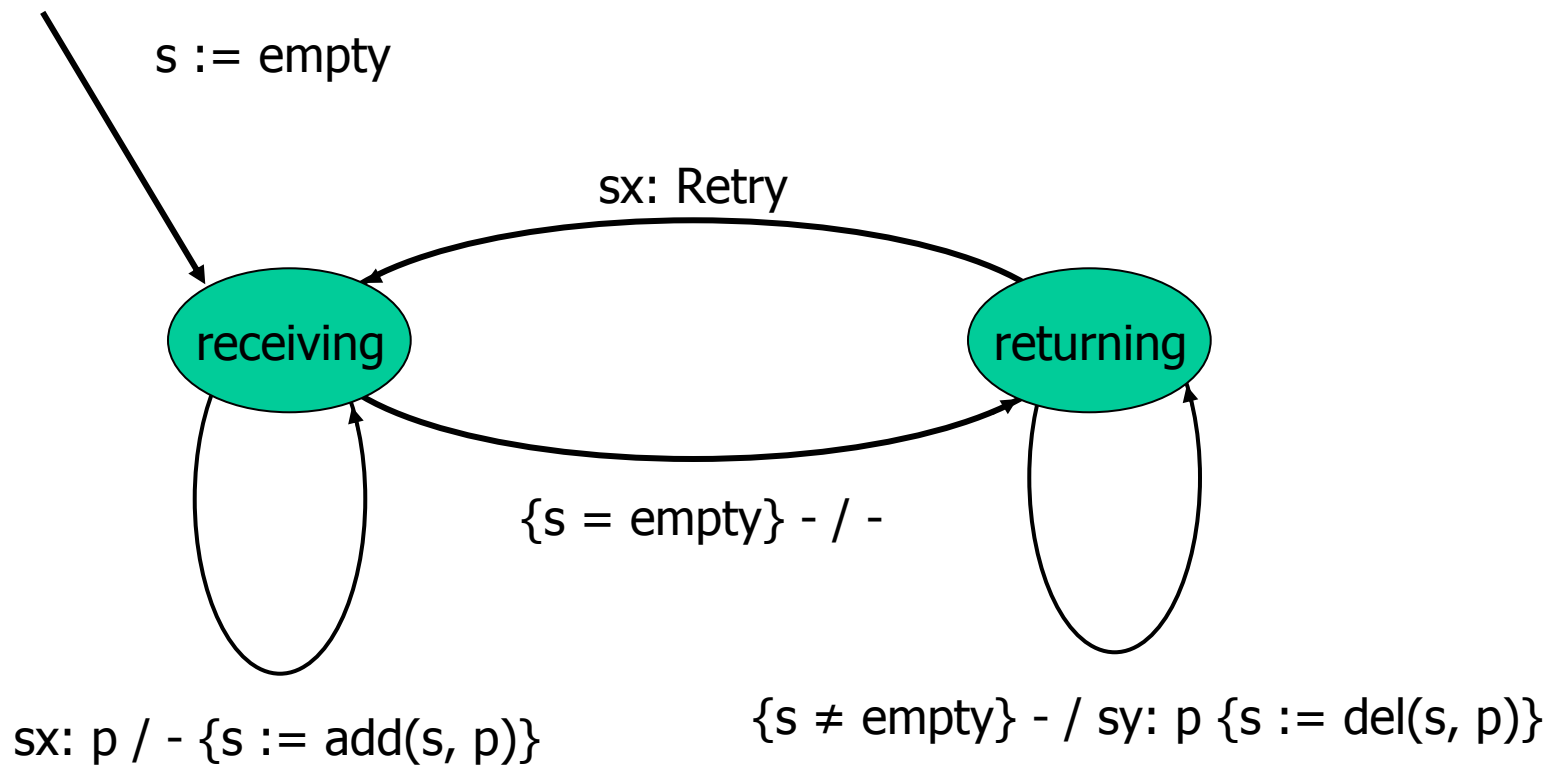 s := empty
sx: Retry
receiving
returning
{s = empty} - / -
sx: p / - {s := add(s, p)}
{s ≠ empty} - / sy: p {s := del(s, p)}